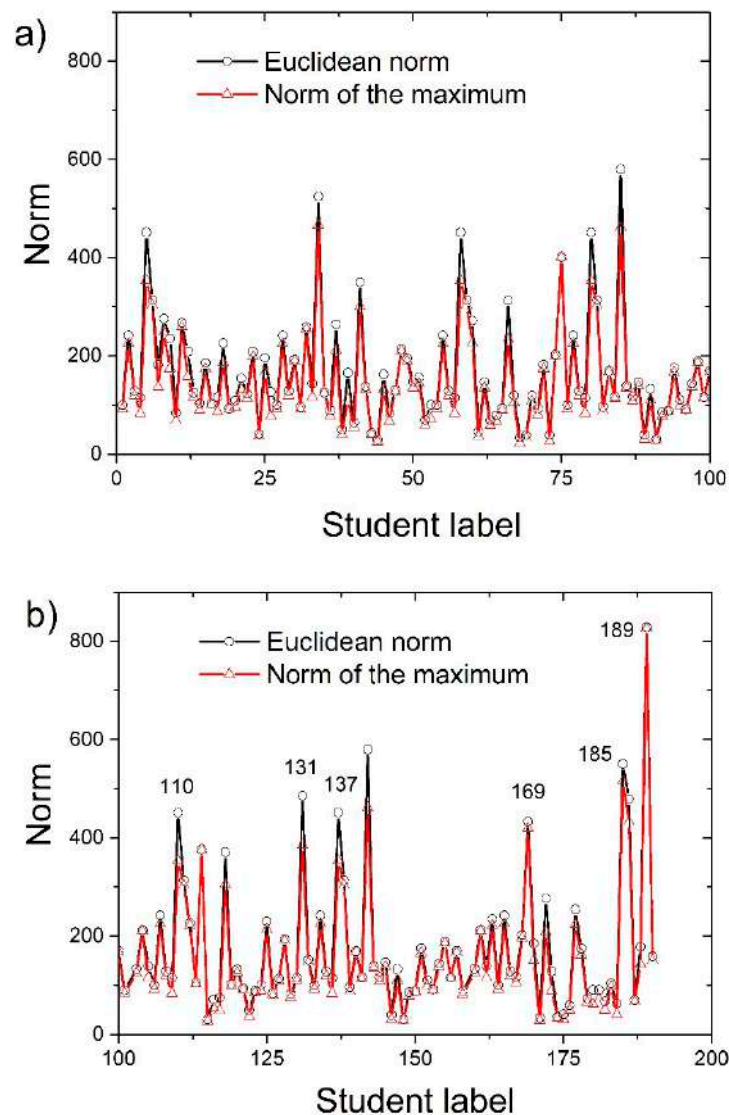 a)
800
600
400
200
0
Norm
Euclidean norm
Norm of the maximum
0 25 50 75 100
Student label
b)
800
600
400
200
0
Norm
Euclidean norm
Norm of the maximum
110
131
137
169
185
189
100 125 150 175 200
Student label